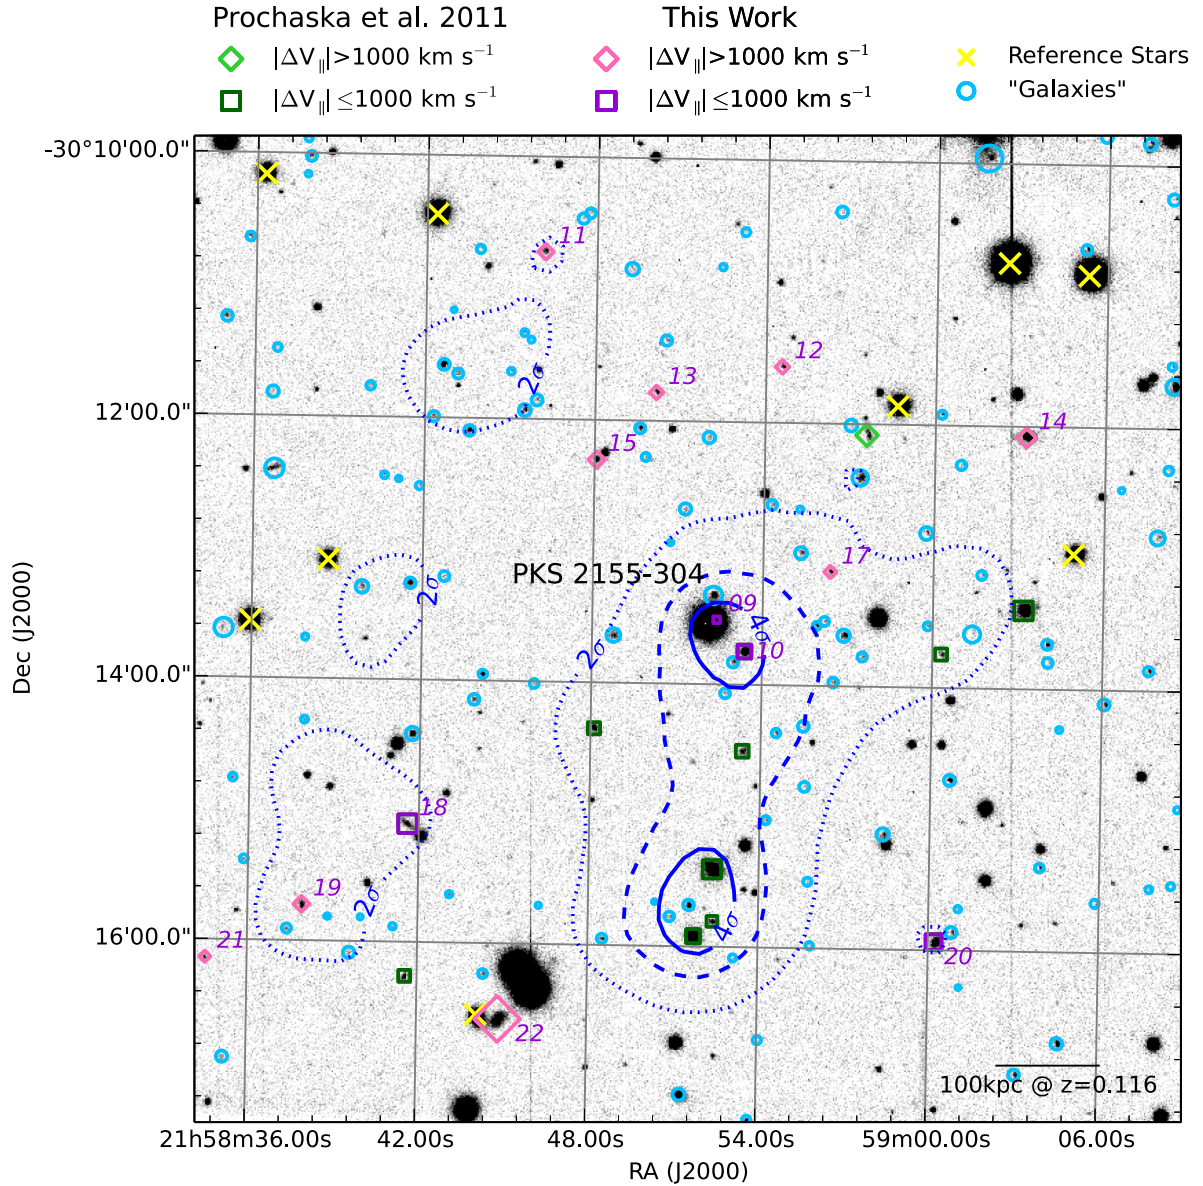 Prochaska et al. 2011
This Work
|ΔV∥|>1000 km s⁻¹
|ΔV∥|>1000 km s⁻¹
Reference Stars
|ΔV∥|≤1000 km s⁻¹
|ΔV∥|≤1000 km s⁻¹
"Galaxies"
-30°10'00.0"
11
12
2σ
13
12'00.0"
14
15
17
PKS 2155-304
2σ
09
4σ
2σ
10
Dec (J2000)
14'00.0"
18
19
2σ
4σ
16'00.0"
21
20
22
100kpc @ z=0.116
21ʰ58ᵐ36.00s
42.00s
48.00s
54.00s
59ᵐ00.00s
06.00s
RA (J2000)